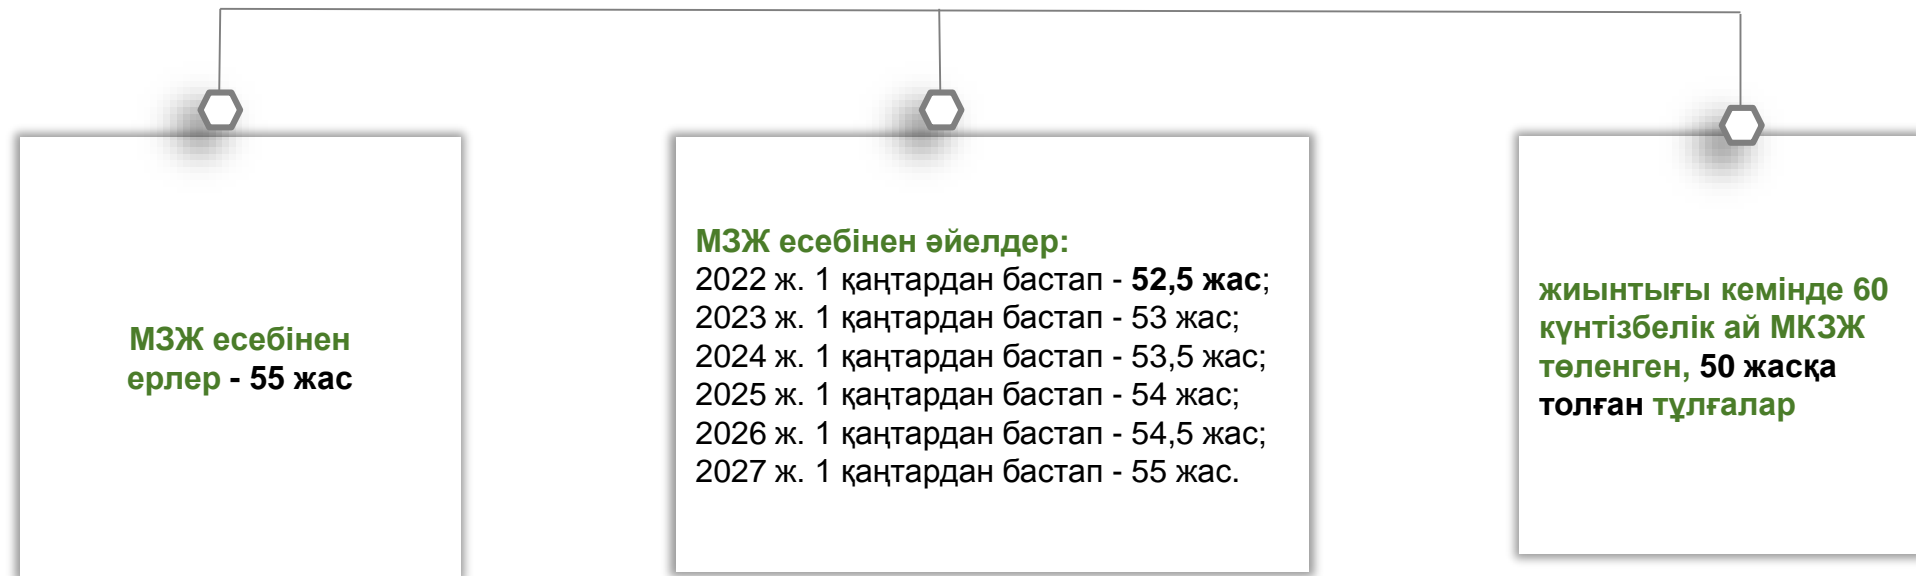 МЗЖ есебінен
ерлер - 55 жас
МЗЖ есебінен әйелдер:
2022 ж. 1 қаңтардан бастап - 52,5 жас;
2023 ж. 1 қаңтардан бастап - 53 жас;
2024 ж. 1 қаңтардан бастап - 53,5 жас;
2025 ж. 1 қаңтардан бастап - 54 жас;
2026 ж. 1 қаңтардан бастап - 54,5 жас;
2027 ж. 1 қаңтардан бастап - 55 жас.
жиынтығы кемінде 60
күнтізбелік ай МКЗЖ
төленген, 50 жасқа
толған тұлғалар